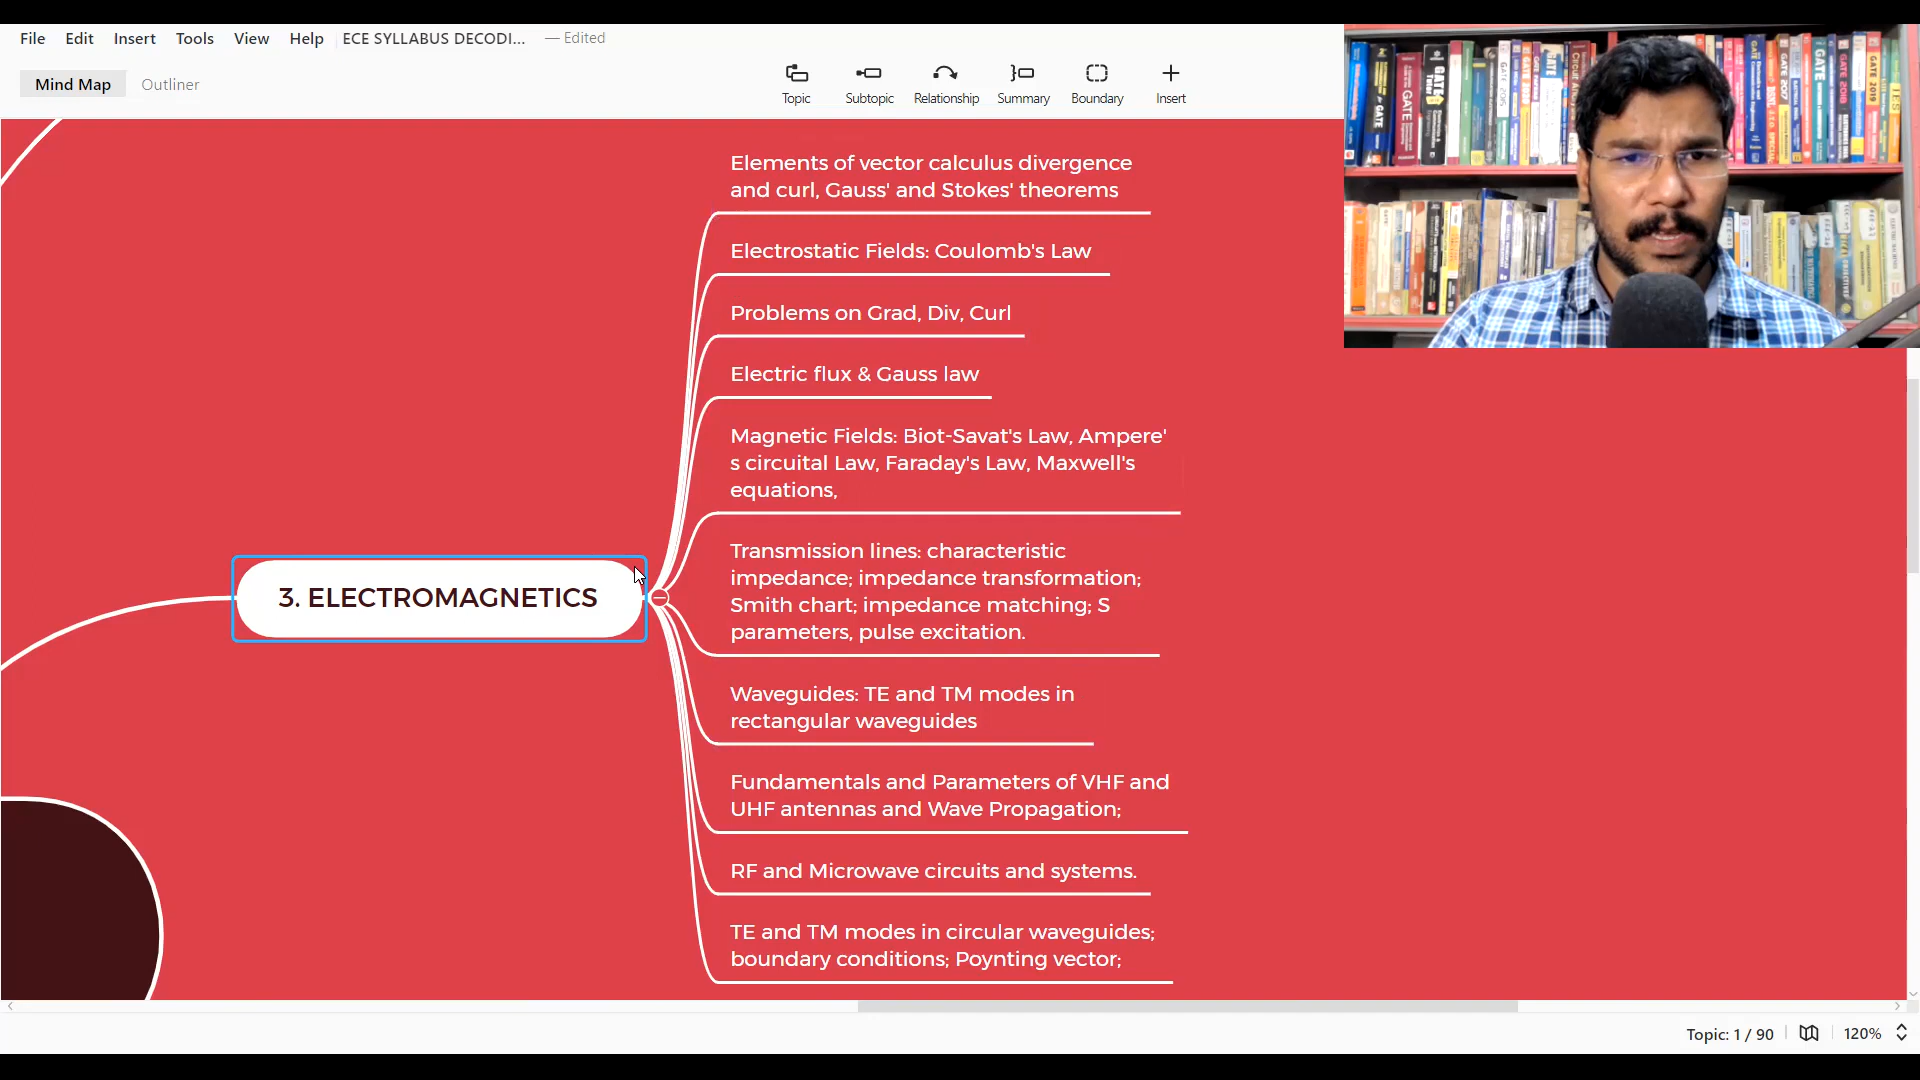 File Edit Insert Tools View Help ECE SYLLABUS DECODI... — Edited
Mind Map Outliner
Topic Subtopic Relationship Summary Boundary Insert
Elements of vector calculus divergence
and curl, Gauss' and Stokes' theorems
Electrostatic Fields: Coulomb's Law
Problems on Grad, Div, Curl
Electric flux & Gauss law
Magnetic Fields: Biot-Savat's Law, Ampere'
s circuital Law, Faraday's Law, Maxwell's
equations,
Transmission lines: characteristic
impedance; impedance transformation;
Smith chart; impedance matching; S
parameters, pulse excitation.
3. ELECTROMAGNETICS
Waveguides: TE and TM modes in
rectangular waveguides
Fundamentals and Parameters of VHF and
UHF antennas and Wave Propagation;
RF and Microwave circuits and systems.
TE and TM modes in circular waveguides;
boundary conditions; Poynting vector;
Topic: 1 / 90 120%
GATE
GATE
GATE
GATE